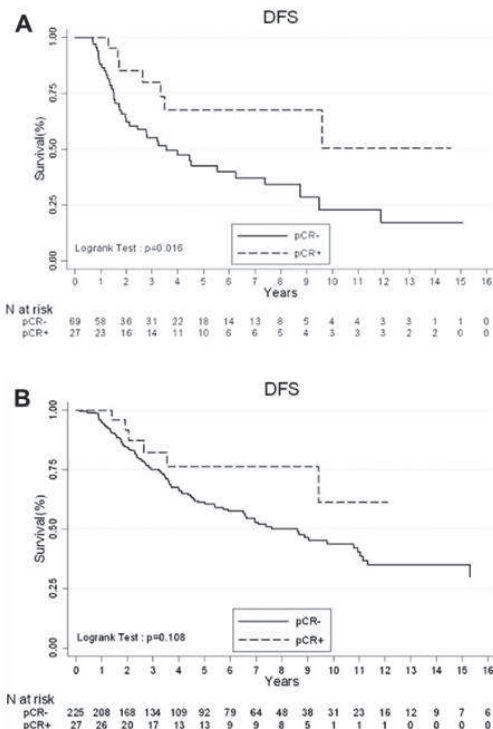 A
DFS
Survival(%)
1.00
0.75
0.50
0.25
0.00
Logrank Test : p=0.016
pCR-
pCR+
0 1 2 3 4 5 6 7 8 9 10 11 12 13 14 15 16
Years
N at risk
pCR- 69 58 36 31 22 18 14 13 8 5 4 4 3 3 1 1 0
pCR+ 27 23 16 14 11 10 6 6 5 4 3 3 3 2 2 0 0
B
DFS
Survival(%)
1.00
0.75
0.50
0.25
0.00
Logrank Test : p=0.108
pCR-
pCR+
0 1 2 3 4 5 6 7 8 9 10 11 12 13 14 15 16
Years
N at risk
pCR- 225 208 168 134 109 92 79 64 48 38 31 23 16 12 9 7 6
pCR+ 27 26 20 17 13 13 9 9 8 5 1 1 1 0 0 0 0